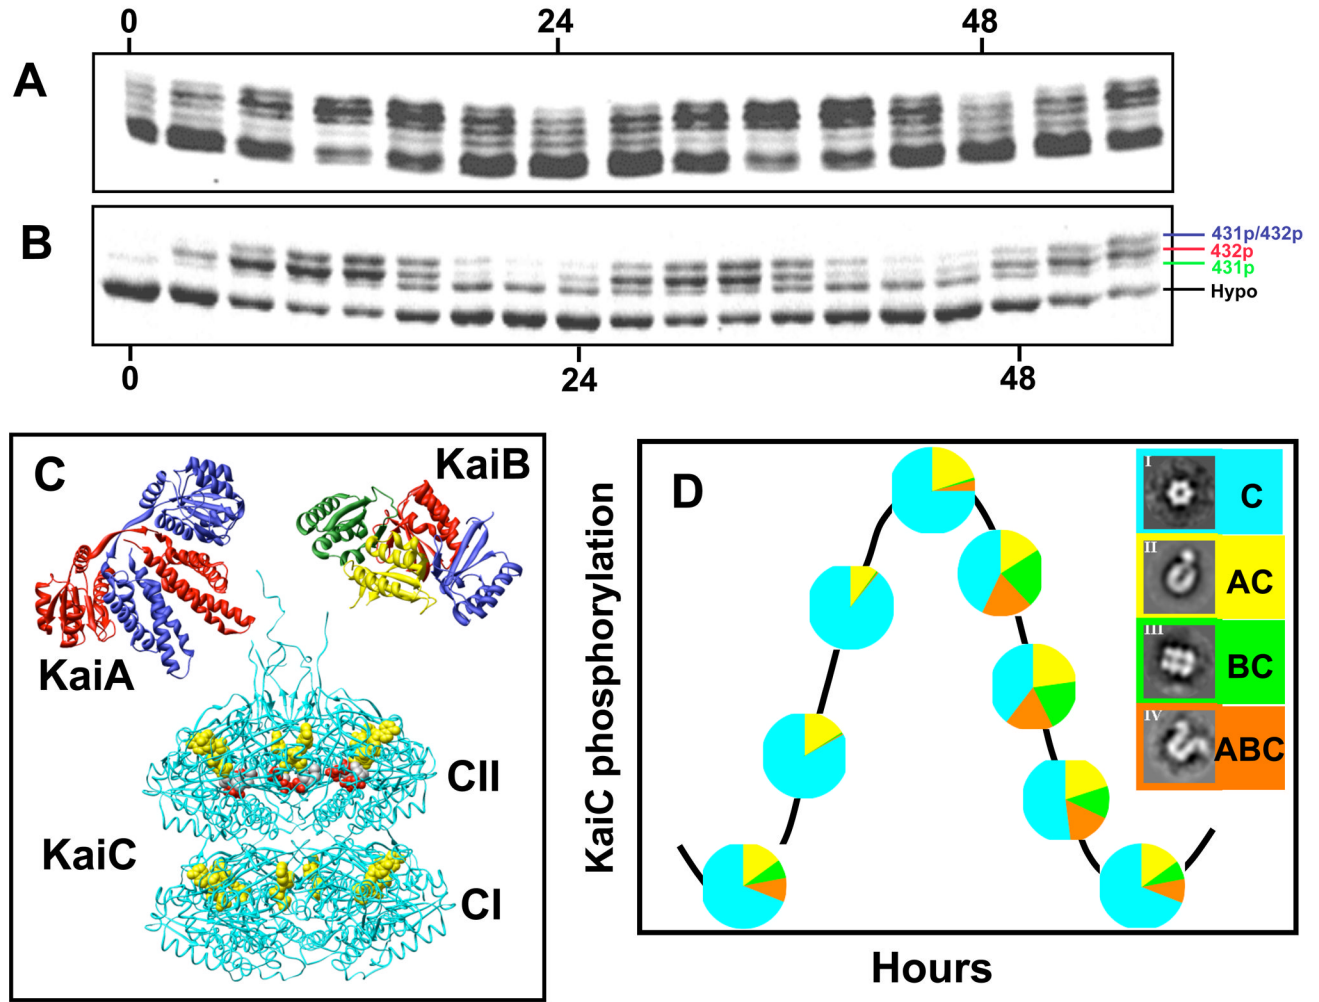 0 24 48
A
B
431p/432p
432p
431p
Hypo
0 24 48
C
KaiB
KaiA
CII
KaiC
CI
KaiC phosphorylation
D
I
C
II
AC
III
BC
IV
ABC
Hours